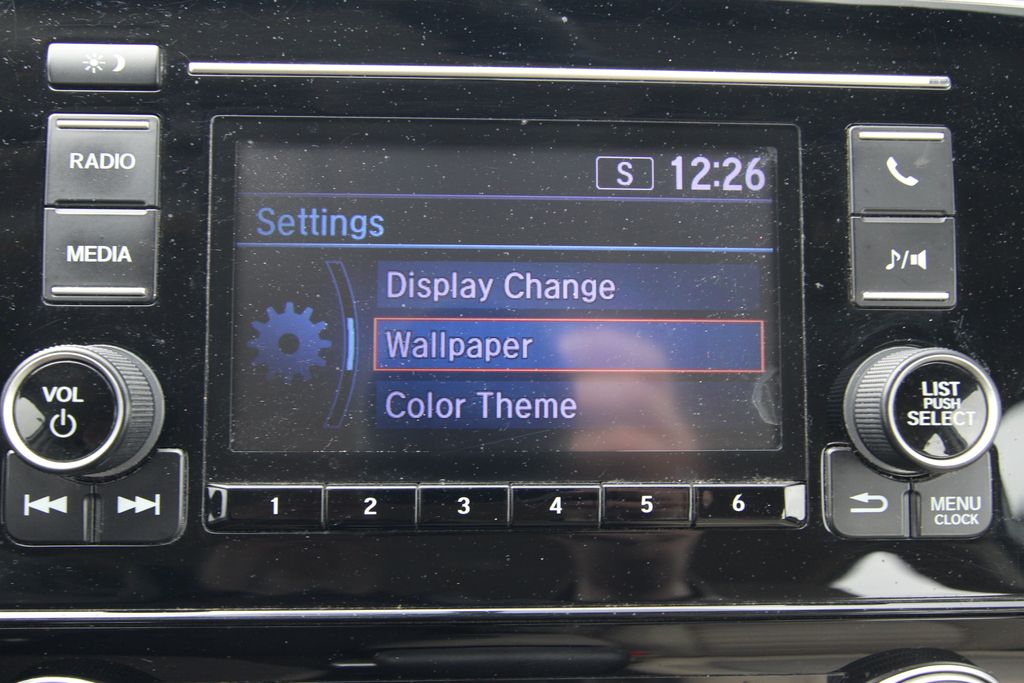 RADIO
MEDIA
S 12:26
Settings
Display Change
Wallpaper
Color Theme
VOL
LIST
PUSH
SELECT
1 2 3 4 5 6
MENU
CLOCK